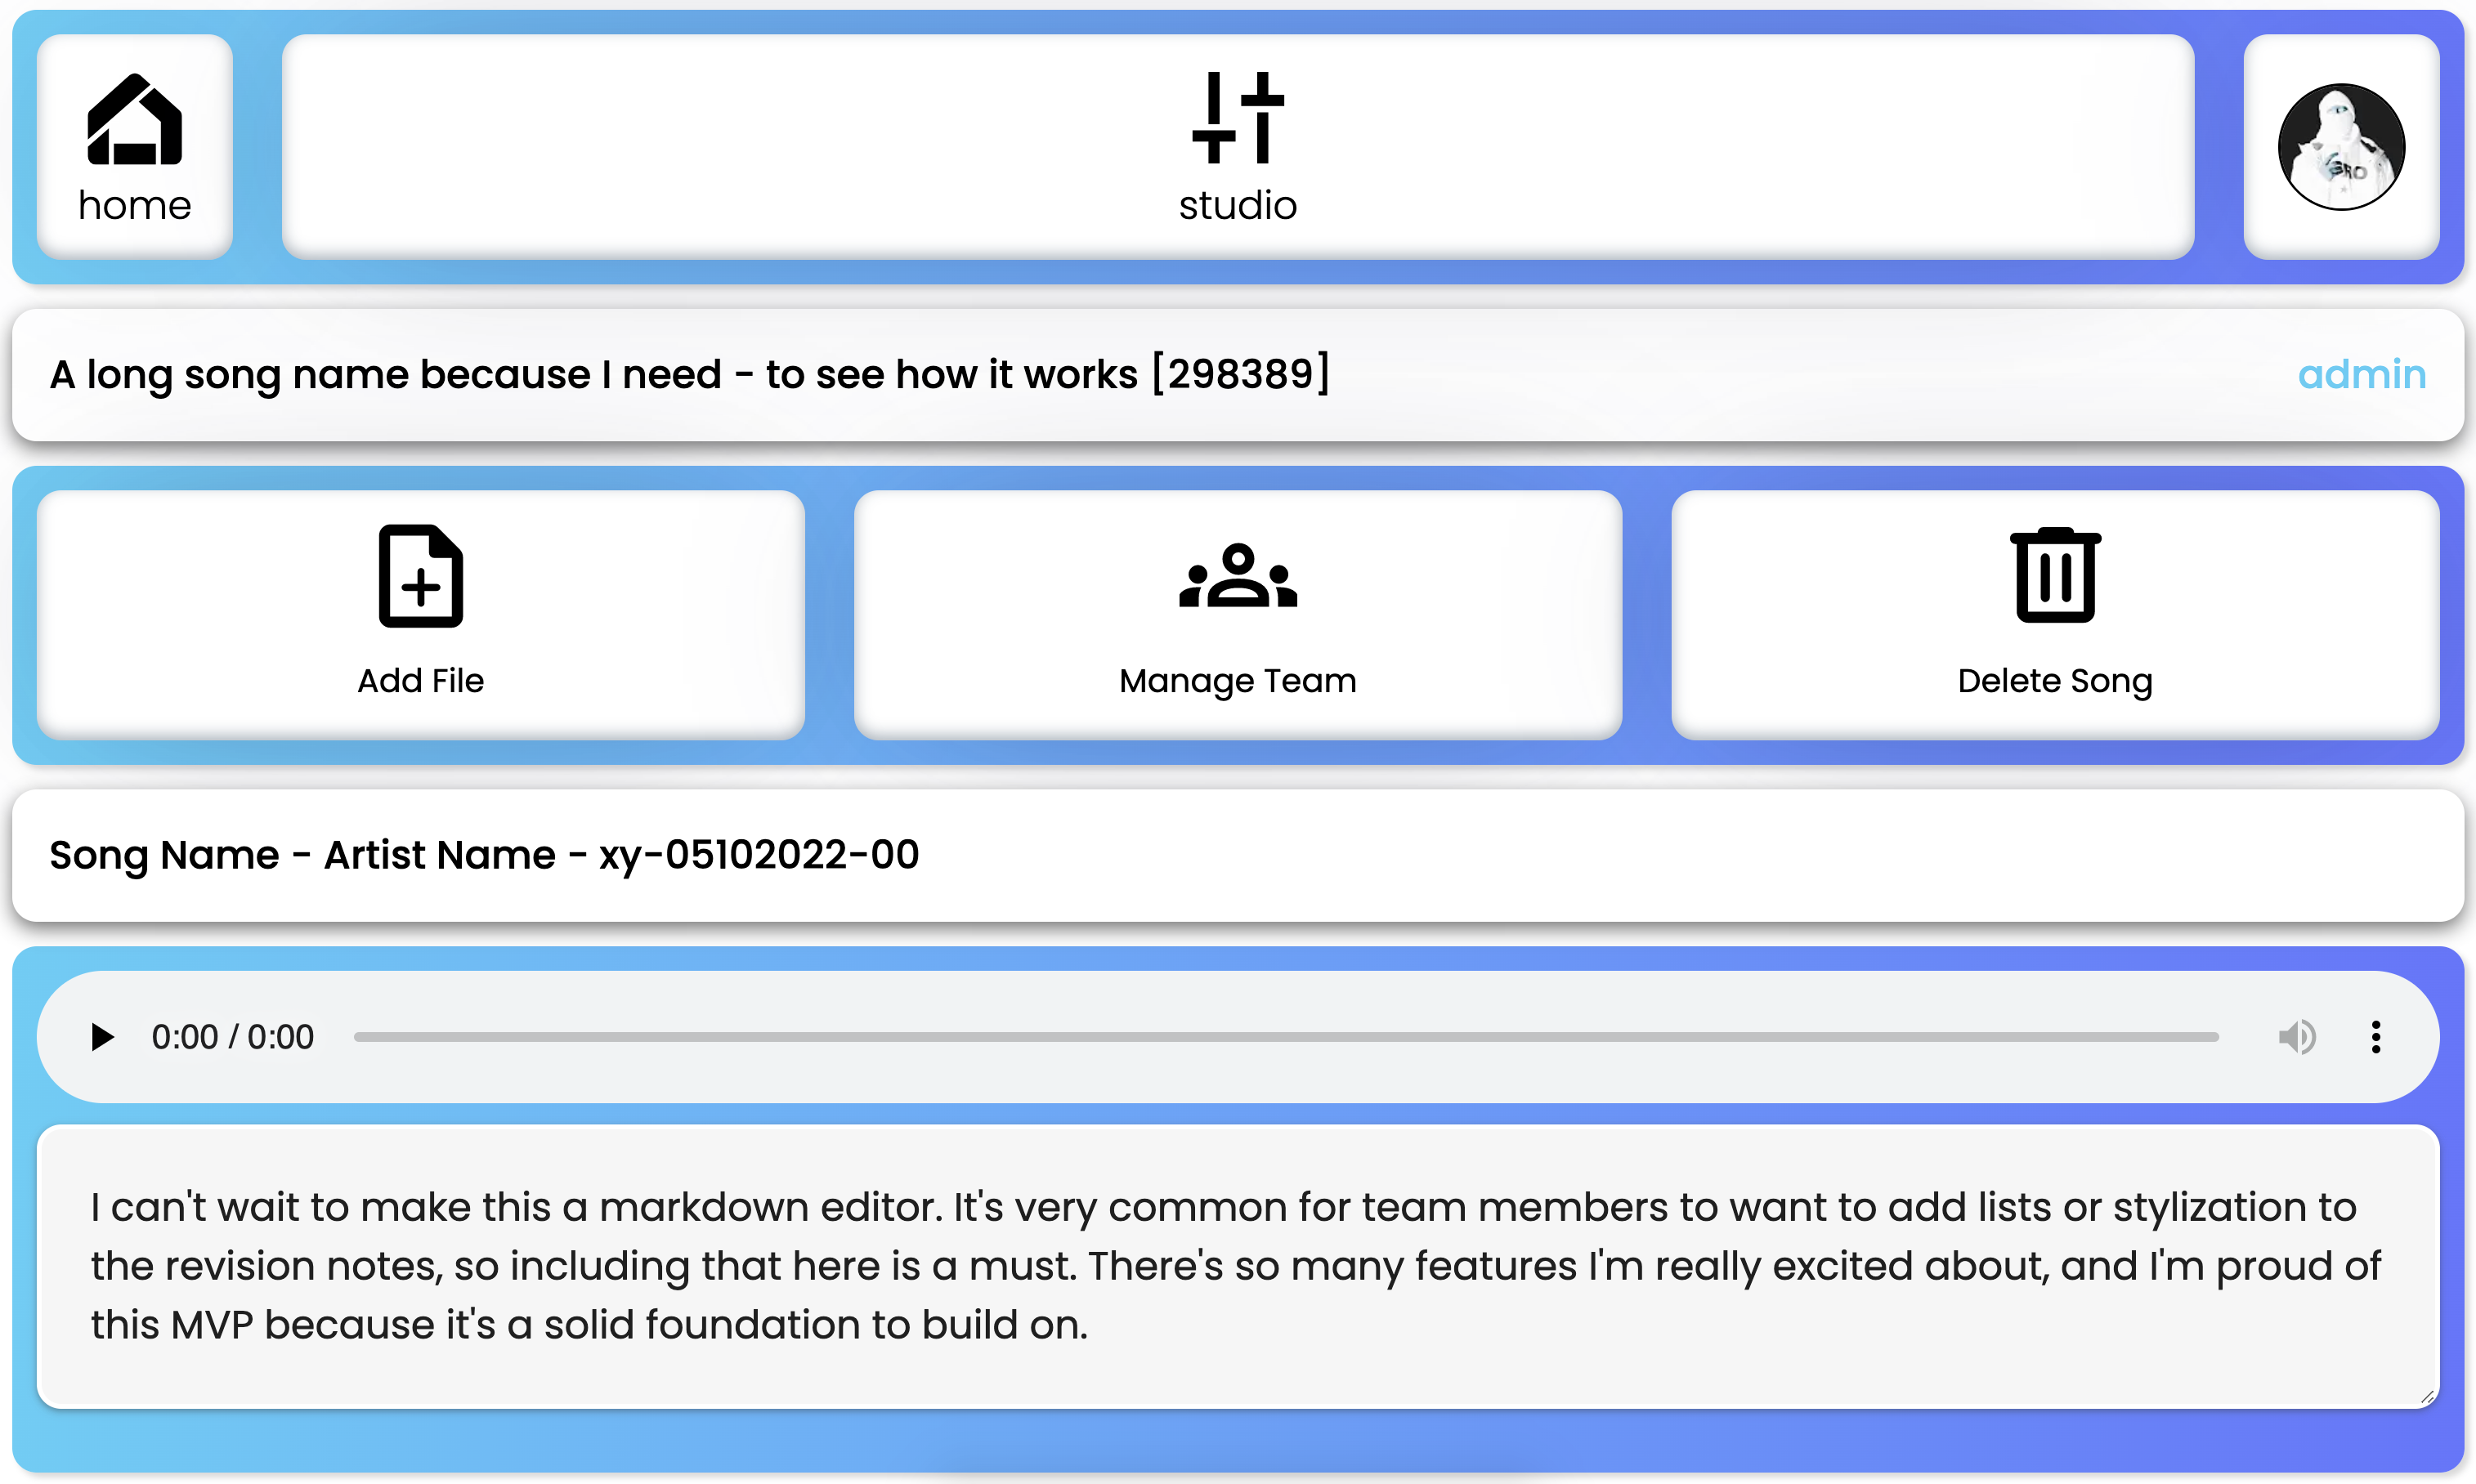 home
studio
A long song name because I need - to see how it works [298389]
admin
Add File
Manage Team
Delete Song
Song Name - Artist Name - xy-05102022-00
0:00 / 0:00
I can't wait to make this a markdown editor. It's very common for team members to want to add lists or stylization to
the revision notes, so including that here is a must. There's so many features I'm really excited about, and I'm proud of
this MVP because it's a solid foundation to build on.